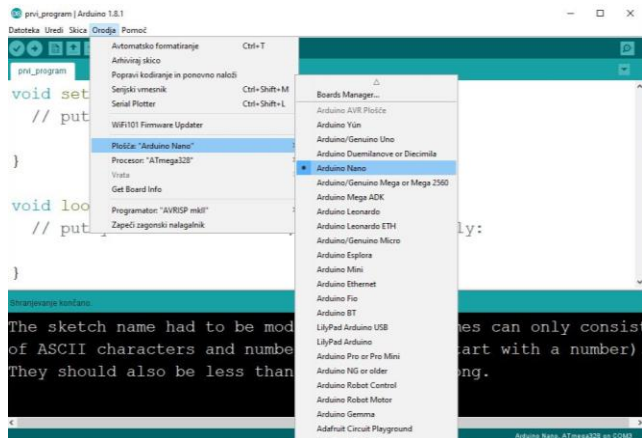 prvi_program | Arduino 1.8.1
Datoteka Uredi Skica Orodja Pomoč
prvi_program
Avtomatsko formatiranje Ctrl+T
Arhiviraj skico
Popravi kodiranje in ponovno naloži
Serijski vmesnik Ctrl+Shift+M
Serial Plotter Ctrl+Shift+L
WiFi101 Firmware Updater
Plošča: "Arduino Nano"
Procesor: "ATmega328"
Vrata
Get Board Info
Programator: "AVRISP mkII"
Zapeči zagonski nalagalnik
Boards Manager...
Arduino AVR Plošče
Arduino Yún
Arduino/Genuino Uno
Arduino Duemilanove or Diecimila
Arduino Nano
Arduino/Genuino Mega or Mega 2560
Arduino Mega ADK
Arduino Leonardo
Arduino Leonardo ETH
Arduino/Genuino Micro
Arduino Esplora
Arduino Mini
Arduino Ethernet
Arduino Fio
Arduino BT
LilyPad Arduino USB
LilyPad Arduino
Arduino Pro or Pro Mini
Arduino NG or older
Arduino Robot Control
Arduino Robot Motor
Arduino Gemma
Adafruit Circuit Playground
void set
// put
}
void loo
// put ly:
}
Shranjevanje končano.
The sketch name had to be mod es can only consist
of ASCII characters and numbe tart with a number)
They should also be less than ong.
Arduino Nano, ATmega328 on COM3